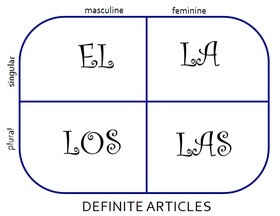 masculine feminine
singular
EL LA
plural
LOS LAS
DEFINITE ARTICLES